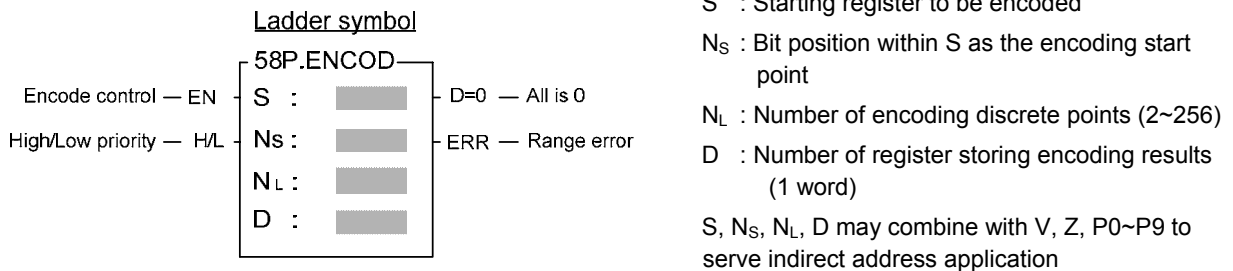 Ladder symbol
58P.ENCOD
Encode control — EN
S :
D=0 — All is 0
High/Low priority — H/L
Ns :
ERR — Range error
NL :
D :
S : Starting register to be encoded
NS : Bit position within S as the encoding start
point
NL : Number of encoding discrete points (2~256)
D : Number of register storing encoding results
(1 word)
S, NS, NL, D may combine with V, Z, P0~P9 to
serve indirect address application